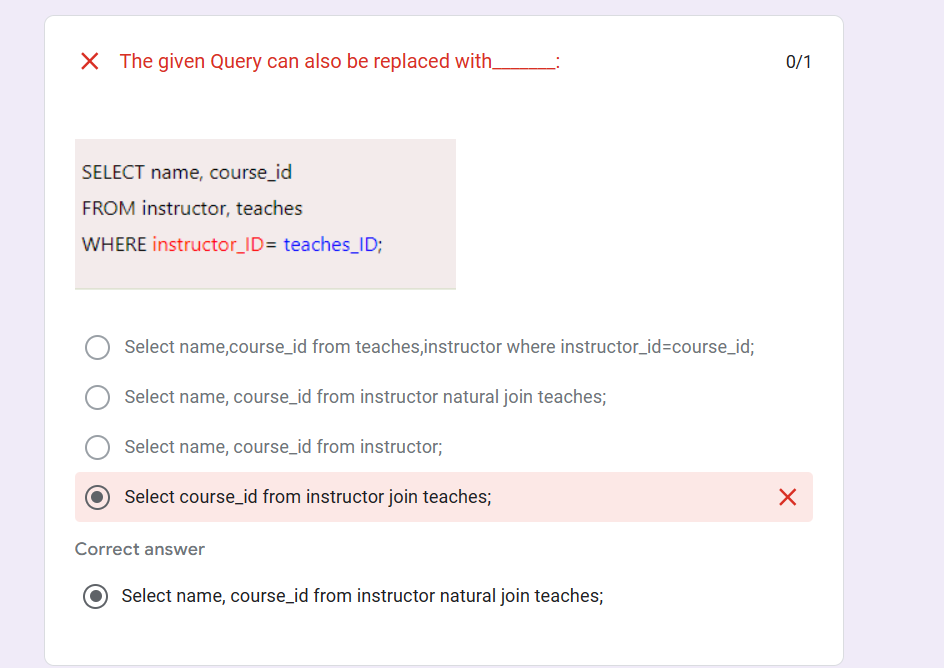 The given Query can also be replaced with_______:
0/1
SELECT name, course_id
FROM instructor, teaches
WHERE instructor_ID= teaches_ID;
Select name,course_id from teaches,instructor where instructor_id=course_id;
Select name, course_id from instructor natural join teaches;
Select name, course_id from instructor;
Select course_id from instructor join teaches;
Correct answer
Select name, course_id from instructor natural join teaches;